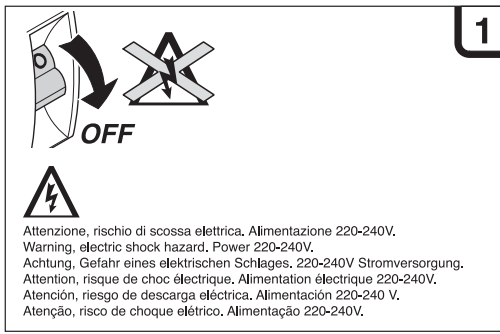 1
OFF
Attenzione, rischio di scossa elettrica. Alimentazione 220-240V.
Warning, electric shock hazard. Power 220-240V.
Achtung, Gefahr eines elektrischen Schlages. 220-240V Stromversorgung.
Attention, risque de choc électrique. Alimentation électrique 220-240V.
Atención, riesgo de descarga eléctrica. Alimentación 220-240 V.
Atenção, risco de choque elétrico. Alimentação 220-240V.